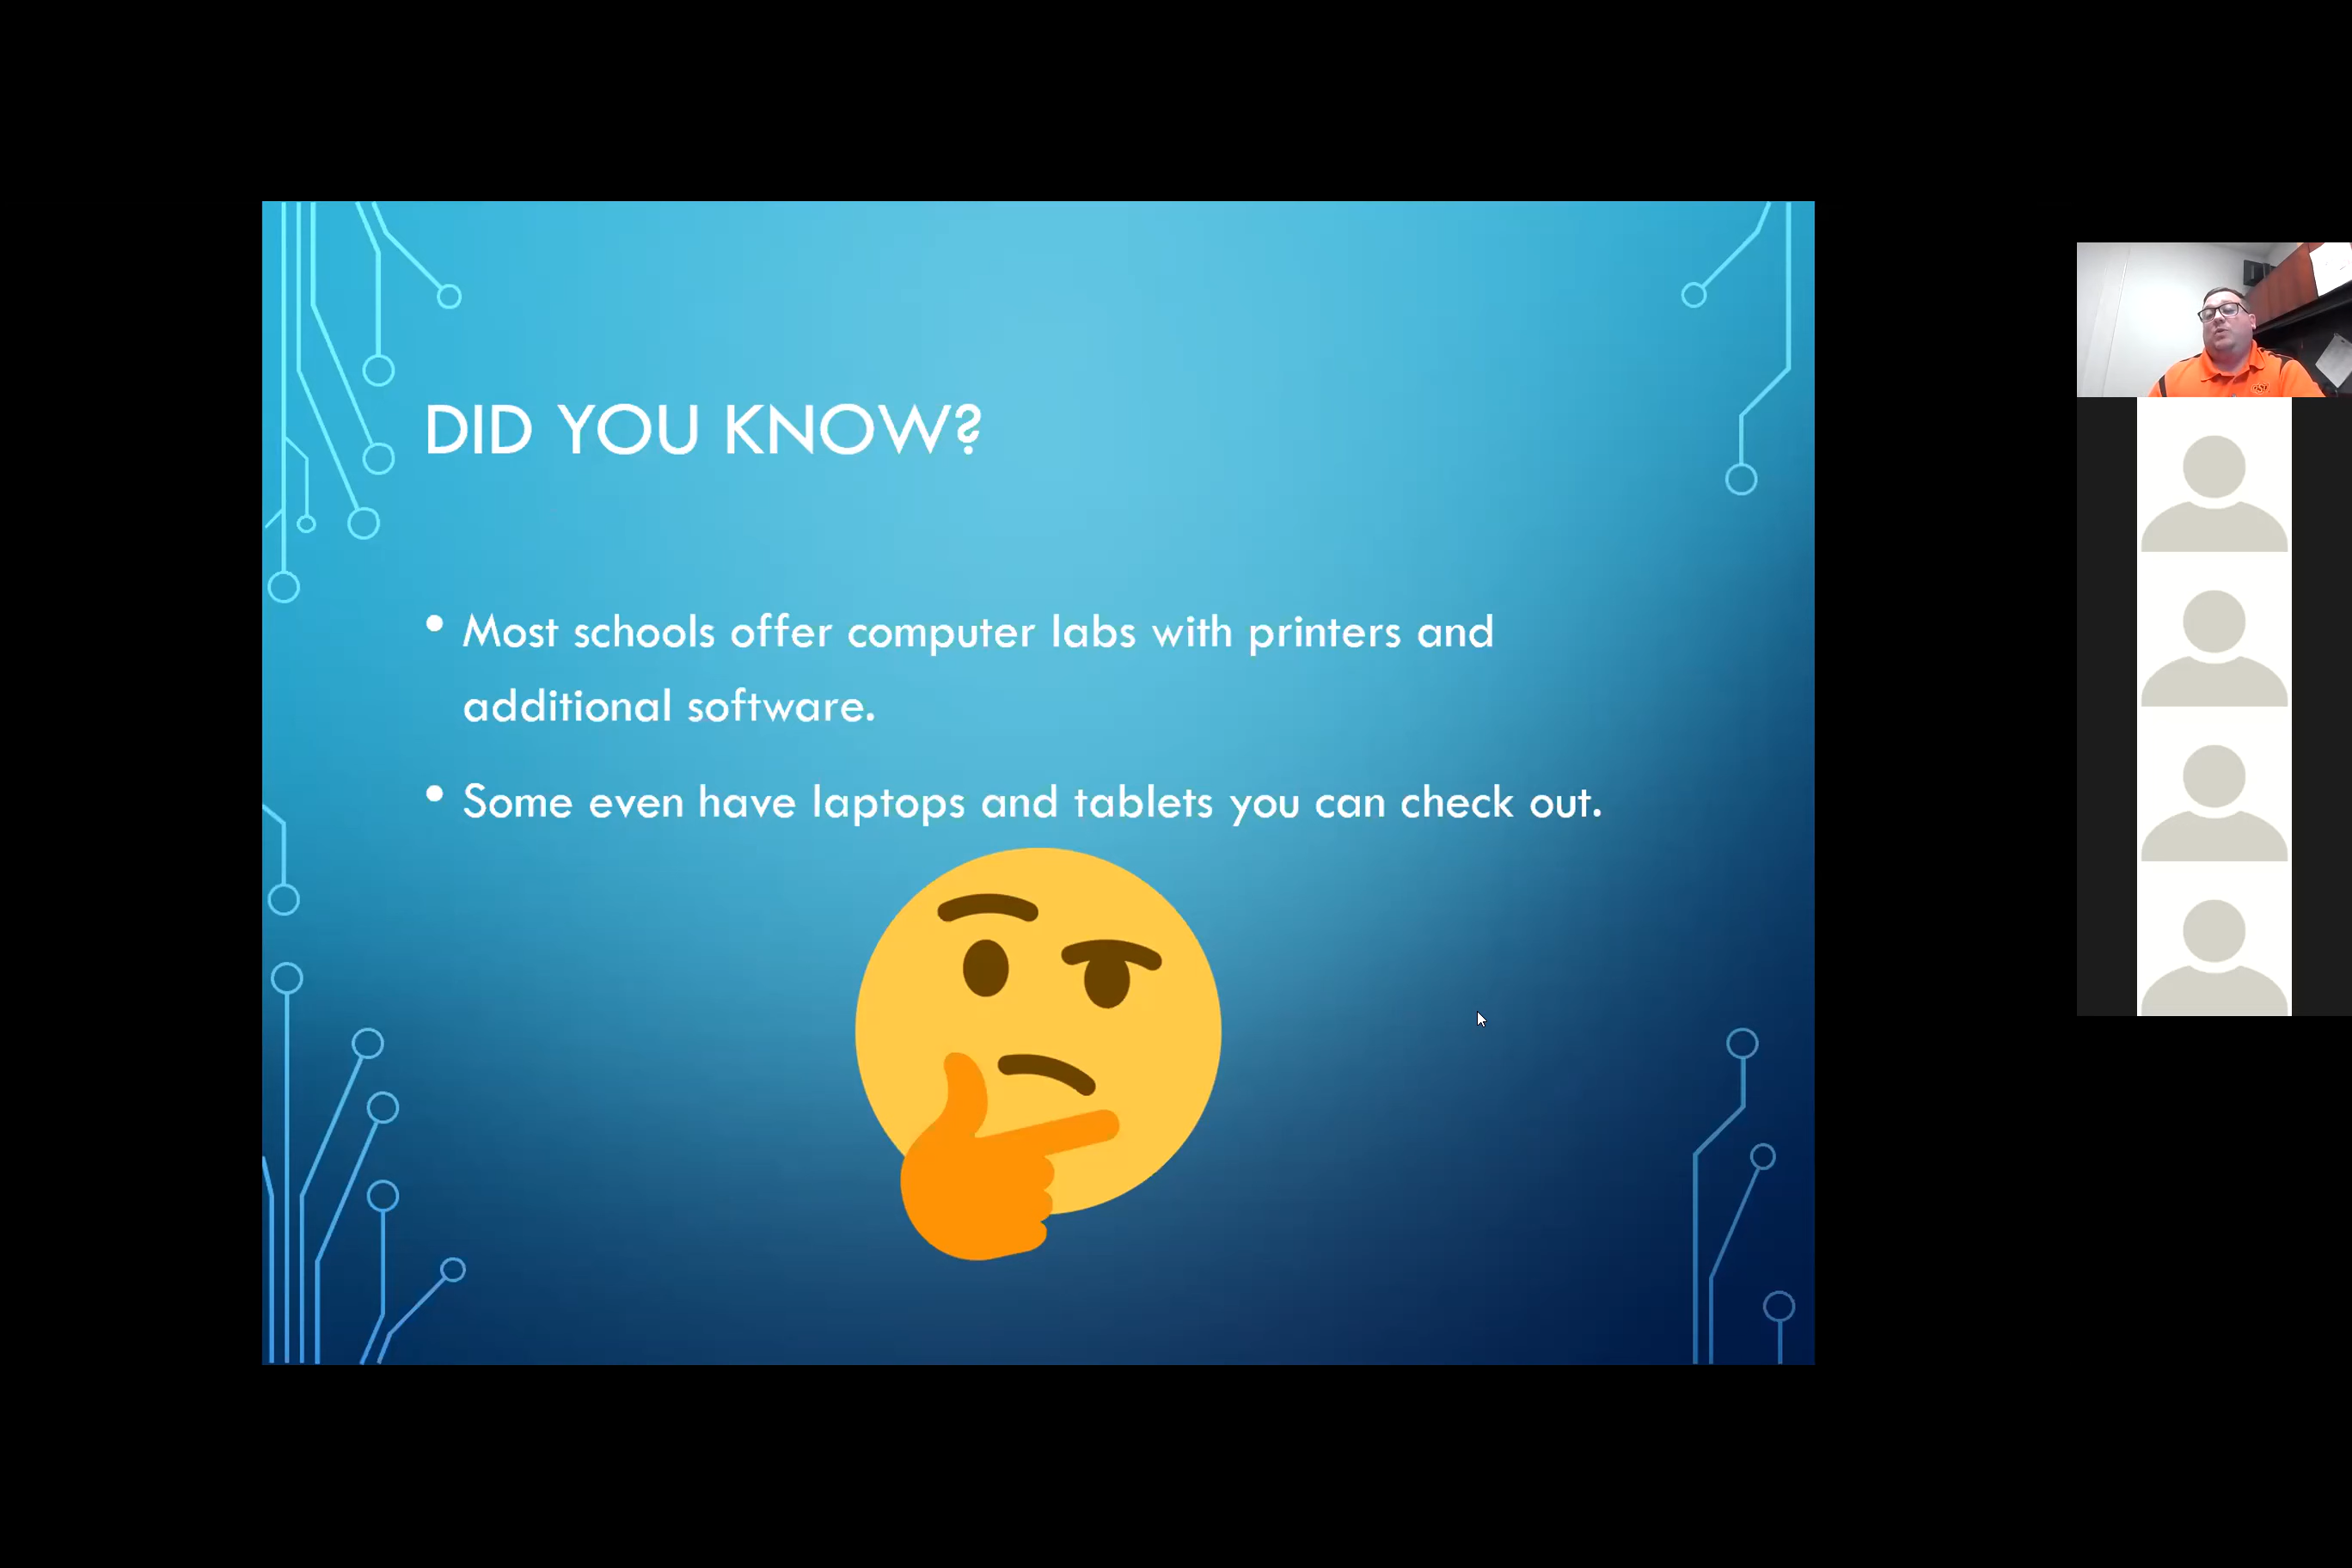 DID YOU KNOW?
• Most schools offer computer labs with printers and
additional software.
• Some even have laptops and tablets you can check out.